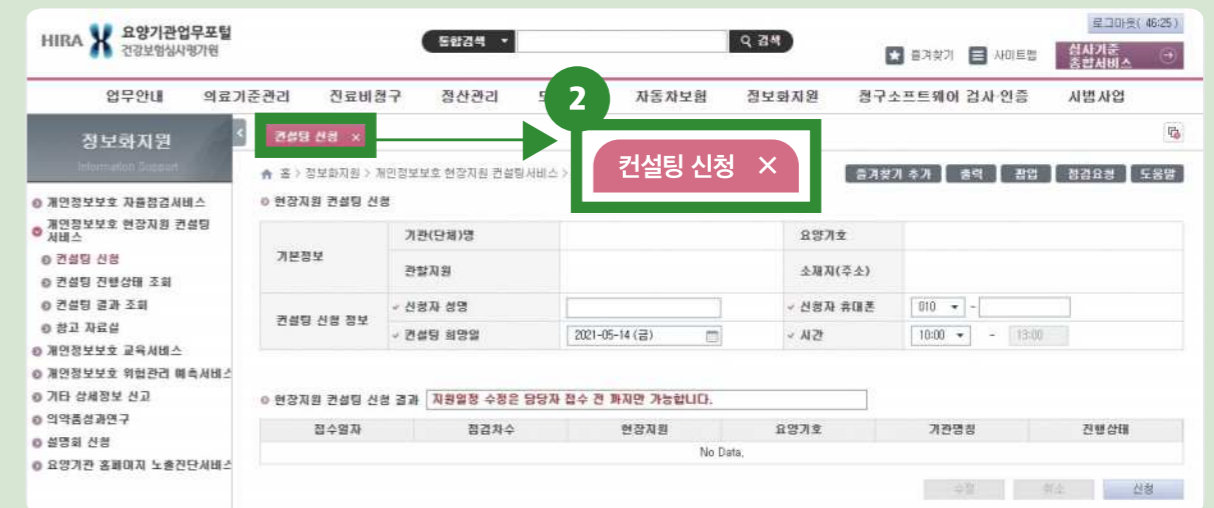 로그아웃( 46:25 )
HIRA 요양기관업무포털
건강보험심사평가원
통합검색 검색
즐겨찾기 사이트맵 심사기준
종합서비스
업무안내 의료기준관리 진료비청구 정산관리 2 자동차보험 정보화지원 청구소프트웨어 검사·인증 시범사업
정보화지원
Information Support
컨설팅 신청 ×
컨설팅 신청 ×
홈 > 정보화지원 > 개인정보보호 현장지원 컨설팅서비스 >
즐겨찾기 추가 출력 팝업 점검요청 도움말
개인정보보호 자율점검서비스
개인정보보호 현장지원 컨설팅
서비스
컨설팅 신청
컨설팅 진행상태 조회
컨설팅 결과 조회
참고 자료실
개인정보보호 교육서비스
개인정보보호 위험관리 예측서비스
기타 상세정보 신고
의약품성과연구
설명회 신청
요양기관 홈페이지 노출진단서비스
현장지원 컨설팅 신청
기본정보 기관(단체)명 요양기호
관할지원 소재지(주소)
컨설팅 신청 정보 신청자 성명 신청자 휴대폰 010 -
컨설팅 희망일 2021-05-14 (금) 시간 10:00 - 13:00
현장지원 컨설팅 신청 결과 지원일정 수정은 담당자 접수 전 까지만 가능합니다.
접수일자 점검차수 현장지원 요양기호 기관명칭 진행상태
No Data.
수정 취소 신청